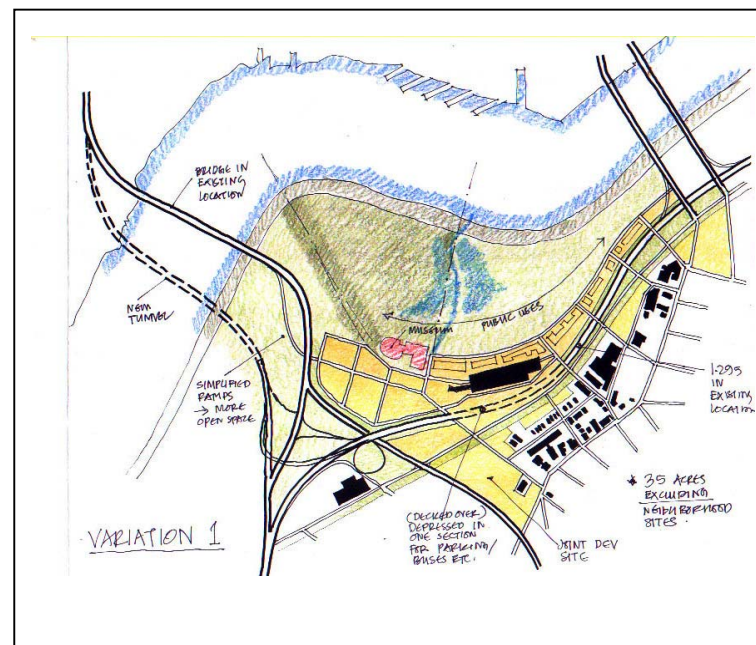 BRIDGE IN
EXISTING
LOCATION
NEW
TUNNEL
MUSEUM
PUBLIC USES
SIMPLIFIED
RAMPS
→ MORE
OPEN SPACE
I-295
IN
EXISTING
LOCATION
* 35 ACRES
EXCLUDING
NEIGHBORHOOD
SITES.
(DECKED OVER)
DEPRESSED IN
ONE SECTION
FOR PARKING/
BUSES ETC.
JOINT DEV
SITE
VARIATION 1